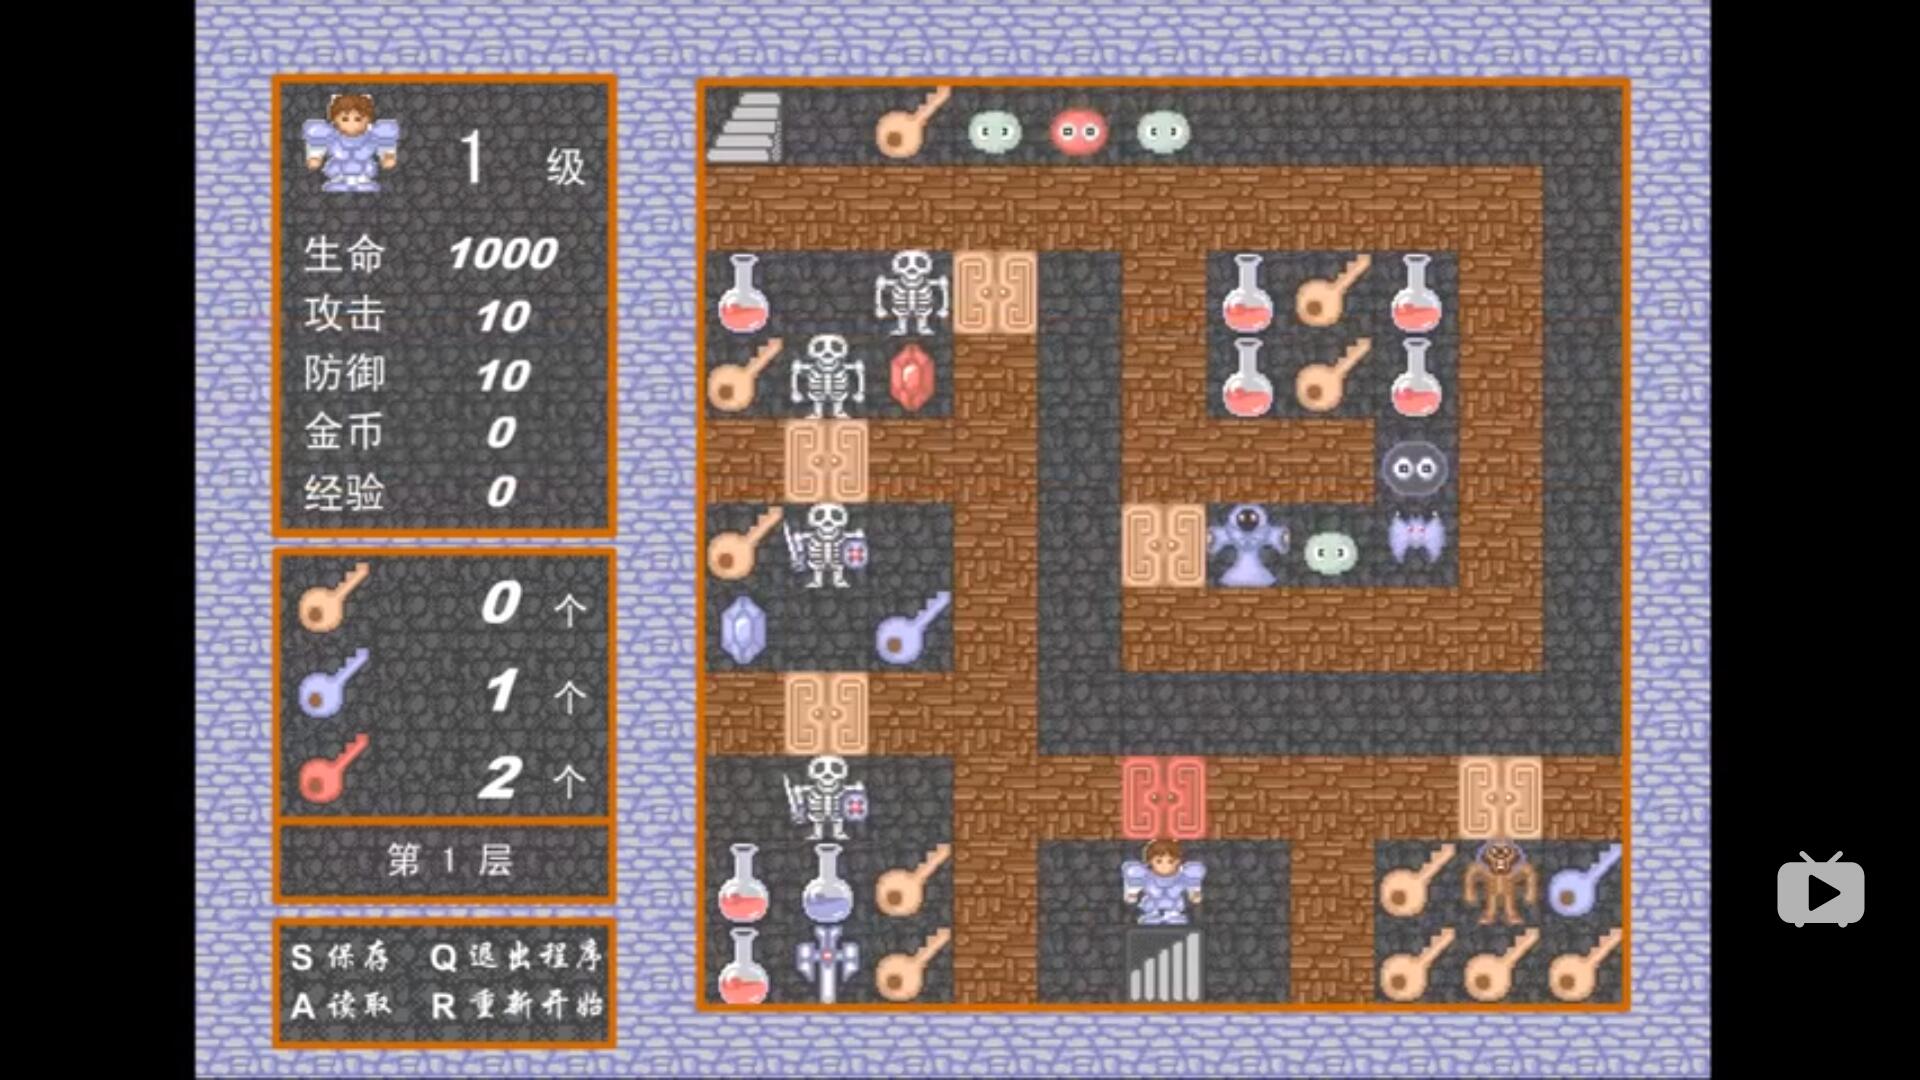 1 级
生命 1000
攻击 10
防御 10
金币 0
经验 0
0 个
1 个
2 个
第 1 层
S 保存 Q 退出程序
A 读取 R 重新开始